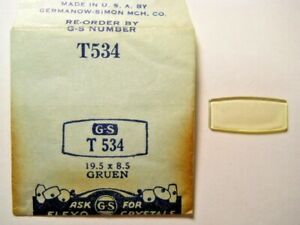 MADE IN U. S. A. BY
GERMANOW-SIMON MCH. CO.
RE-ORDER BY
G-S NUMBER
T534
G-S
T 534
19.5 x 8.5
GRUEN
ASK G-S FOR
FLEXO CRYSTALS